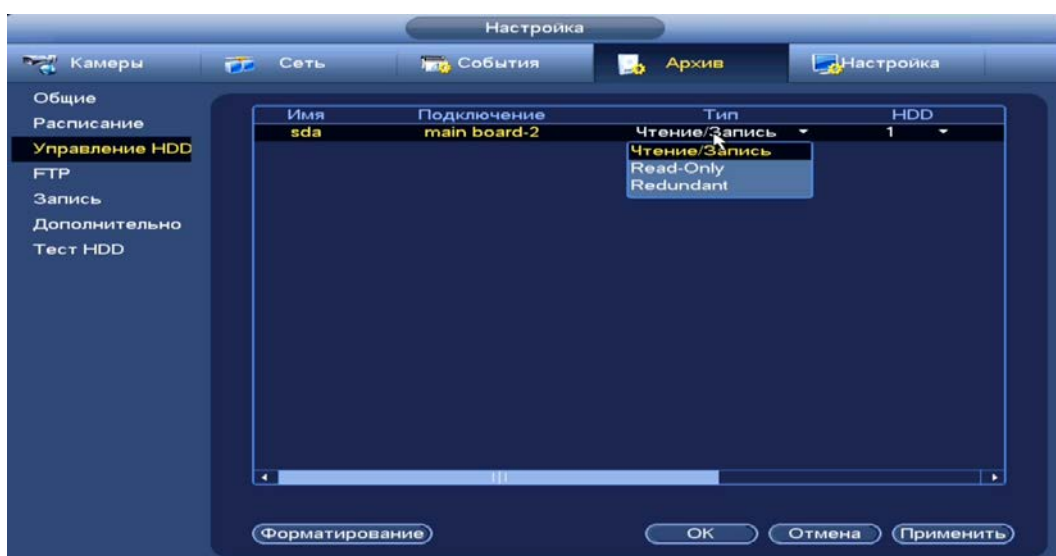 Настройка
Камеры Сеть События Архив Настройка
Общие
Расписание
Управление HDD
FTP
Запись
Дополнительно
Тест HDD
Имя Подключение Тип HDD
sda main board-2 Чтение/Запись 1
Чтение/Запись
Read-Only
Redundant
Форматирование OK Отмена Применить